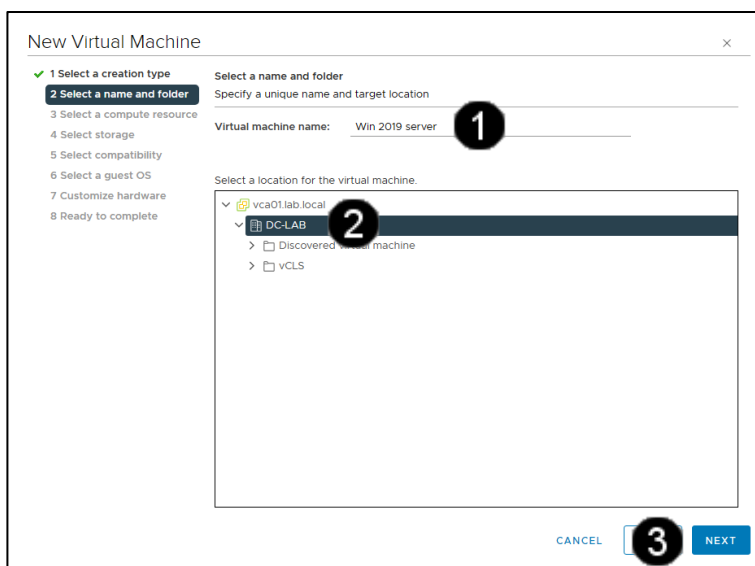 New Virtual Machine
1 Select a creation type
2 Select a name and folder
3 Select a compute resource
4 Select storage
5 Select compatibility
6 Select a guest OS
7 Customize hardware
8 Ready to complete
Select a name and folder
Specify a unique name and target location
Virtual machine name: Win 2019 server
1
Select a location for the virtual machine.
vca01.lab.local
DC-LAB
2
Discovered virtual machine
vCLS
CANCEL
3
NEXT